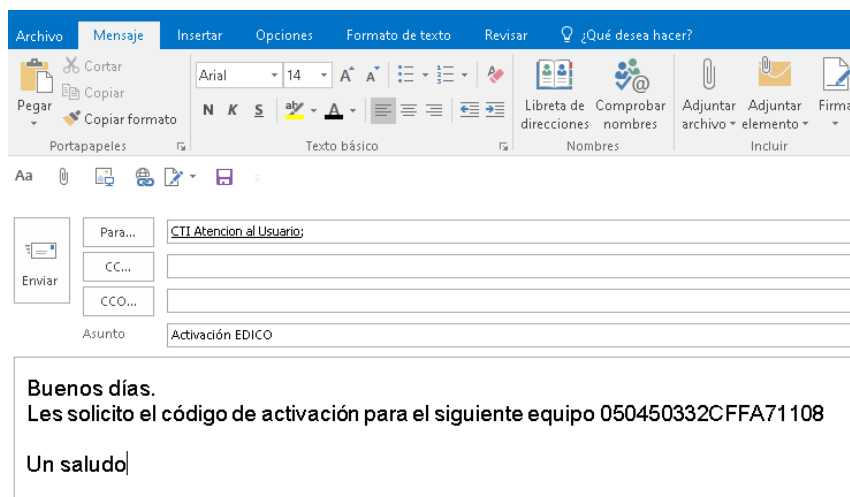 Archivo Mensaje Insertar Opciones Formato de texto Revisar ¿Qué desea hacer?
Pegar
Cortar
Copiar
Copiar formato
Portapapeles
Arial 14
N K S
Texto básico
Libreta de direcciones
Comprobar nombres
Nombres
Adjuntar archivo
Adjuntar elemento
Firma
Incluir
Aa
Enviar
Para... CTI Atencion al Usuario;
CC...
CCO...
Asunto Activación EDICO
Buenos días.
Les solicito el código de activación para el siguiente equipo 050450332CFFA71108
Un saludo